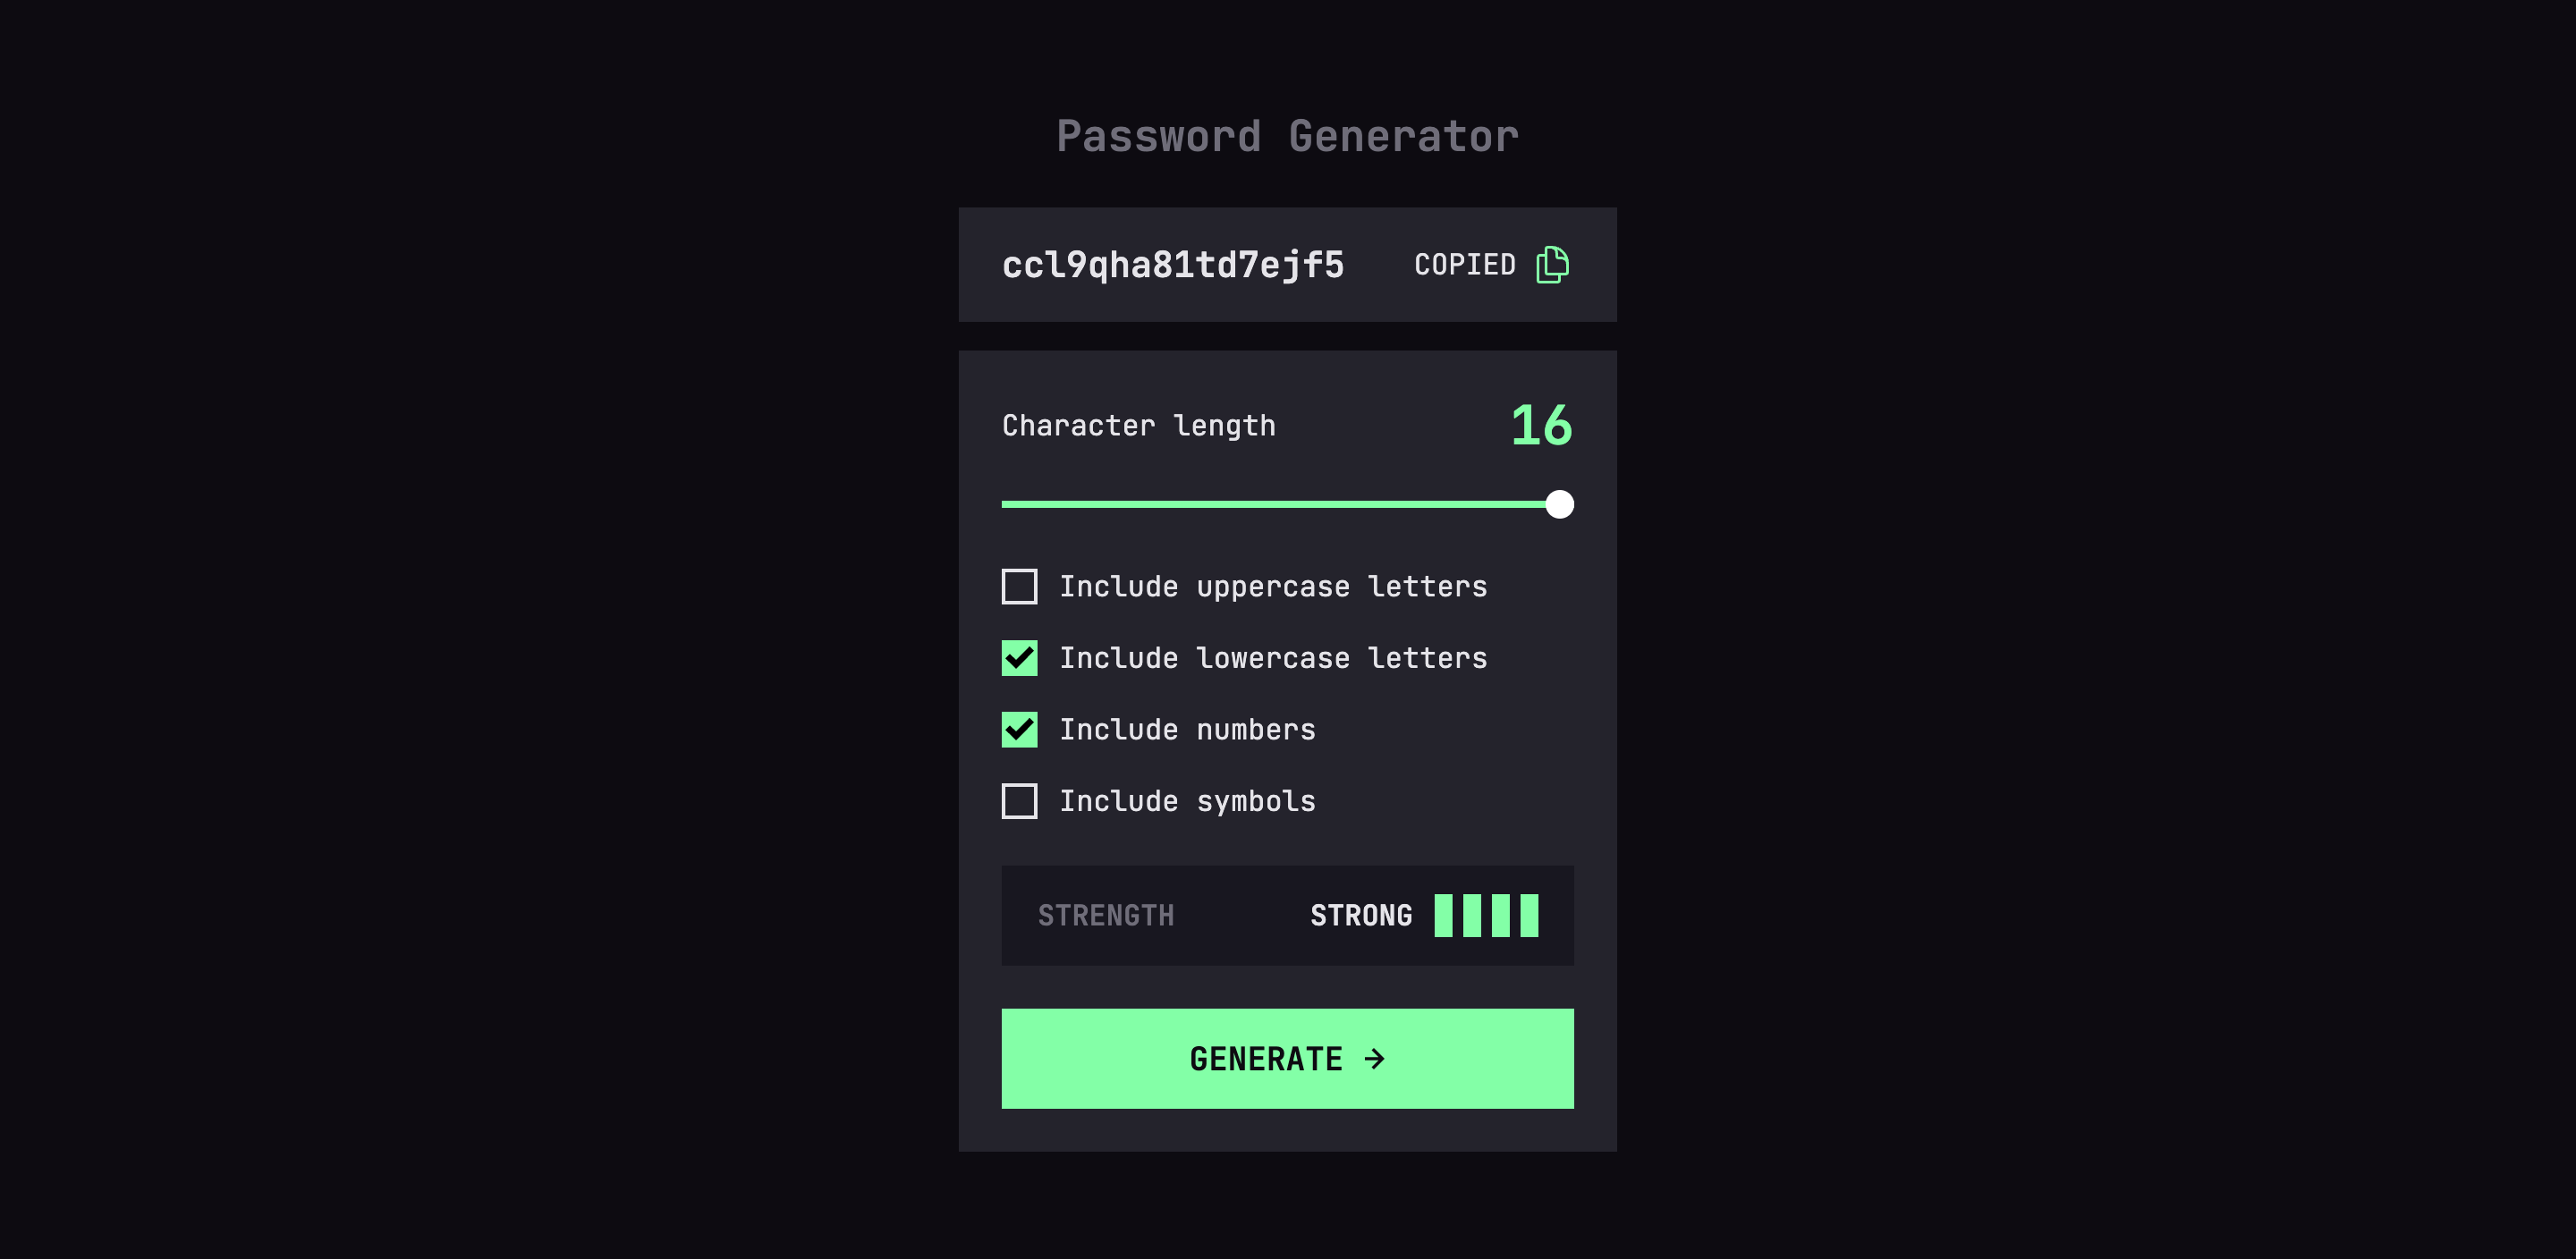 Password Generator
ccl9qha81td7ejf5 COPIED
Character length 16
Include uppercase letters
Include lowercase letters
Include numbers
Include symbols
STRENGTH STRONG
GENERATE →